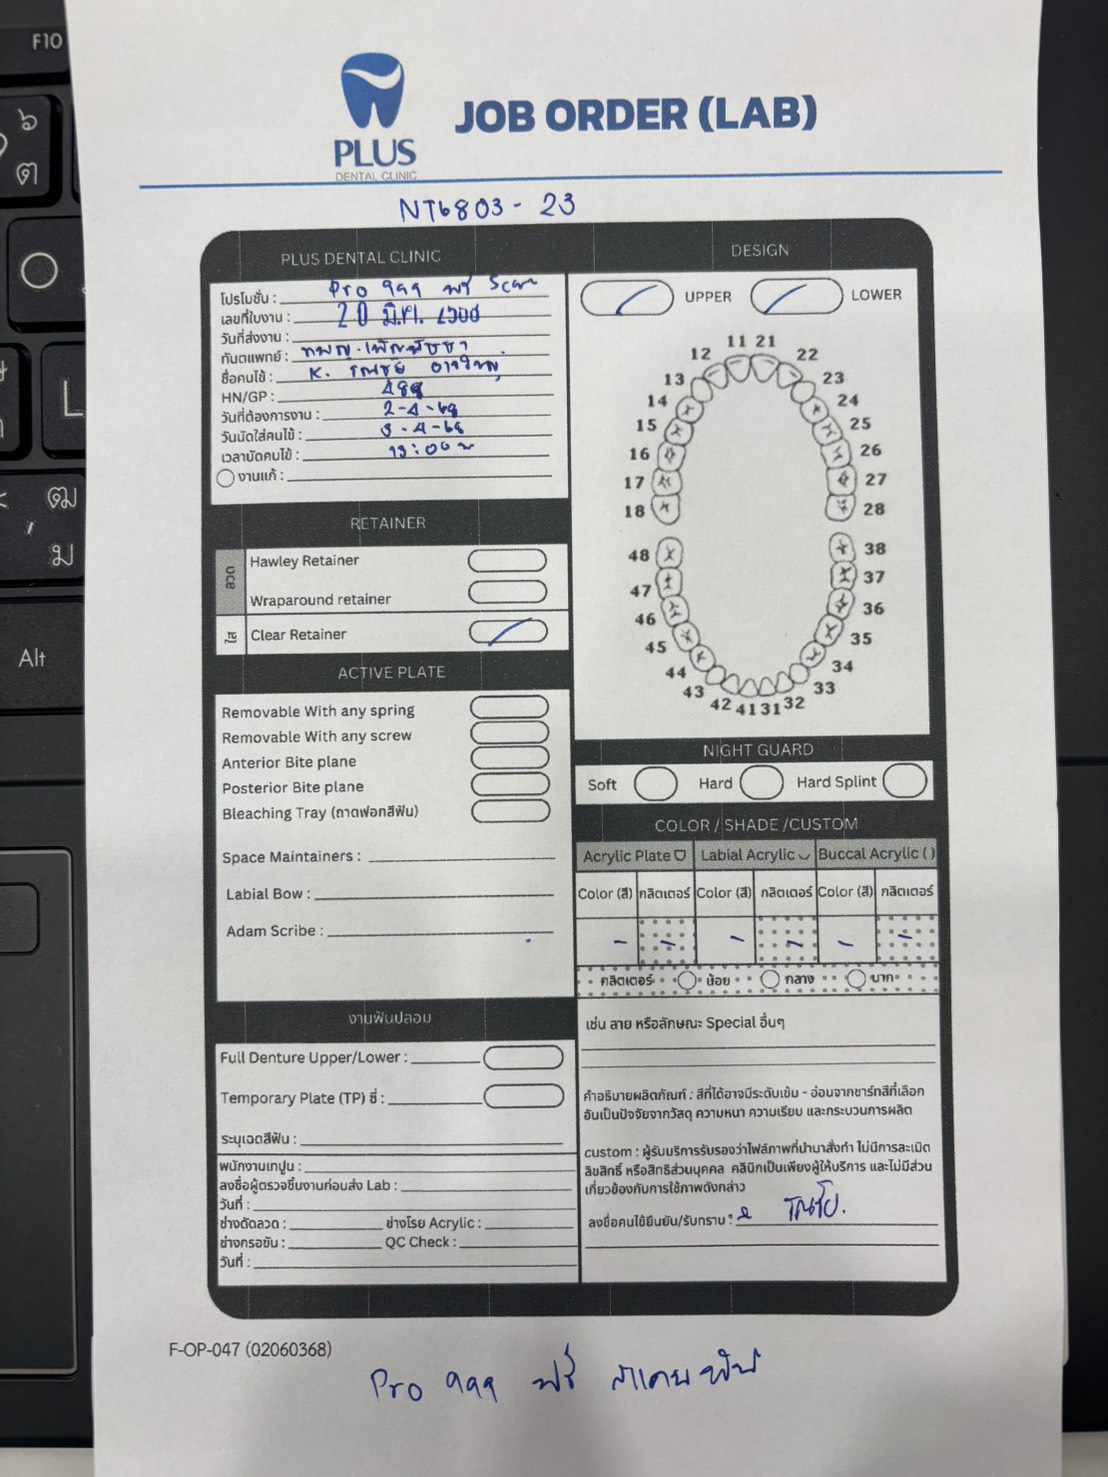 F10
PLUS
DENTAL CLINIC
JOB ORDER (LAB)
NT6803 - 23
PLUS DENTAL CLINIC
โปรโมชั่น : Pro ๑๑๑ ฟรี Scan
เลขที่ใบงาน : 20 มี.ค.
วันที่ส่งงาน :
ทันตแพทย์ :
ชื่อคนไข้ : K.
HN/GP :
วันที่ต้องการงาน : 2-4-68
วันนัดใส่คนไข้ : 3-4-68
เวลานัดคนไข้ : 13:00 น
งานแก้ :
DESIGN
UPPER LOWER
11 21
12 22
13 23
14 24
15 25
16 26
17 27
18 28
48 38
47 37
46 36
45 35
44 34
43 33
42 41 31 32
RETAINER
ลวด
Hawley Retainer
Wraparound retainer
ใส
Clear Retainer
ACTIVE PLATE
Removable With any spring
Removable With any screw
Anterior Bite plane
Posterior Bite plane
Bleaching Tray (ถาดฟอกสีฟัน)
Space Maintainers :
Labial Bow :
Adam Scribe :
NIGHT GUARD
Soft Hard Hard Splint
COLOR / SHADE /CUSTOM
Acrylic Plate Labial Acrylic Buccal Acrylic ( )
Color (สี) กลิตเตอร์ Color (สี) กลิตเตอร์ Color (สี) กลิตเตอร์
- - - - - -
กลิตเตอร์ น้อย กลาง มาก
เช่น ลาย หรือลักษณะ Special อื่นๆ
คำอธิบายผลิตภัณฑ์ : สีที่ได้อาจมีระดับเข้ม - อ่อนจากชาร์ทสีที่เลือก
อันเป็นปัจจัยจากวัสดุ ความหนา ความเรียบ และกระบวนการผลิต
custom : ผู้รับบริการรับรองว่าไฟล์ภาพที่นำมาสั่งทำ ไม่มีการละเมิด
ลิขสิทธิ์ หรือสิทธิส่วนบุคคล คลินิกเป็นเพียงผู้ให้บริการ และไม่มีส่วน
เกี่ยวข้องกับการใช้ภาพดังกล่าว
ลงชื่อคนไข้ยืนยัน/รับทราบ :
งานฟันปลอม
Full Denture Upper/Lower :
Temporary Plate (TP) ซี่ :
ระบุเฉดสีฟัน :
พนักงานเทปูน :
ลงชื่อผู้ตรวจชิ้นงานก่อนส่ง Lab :
วันที่ :
ช่างดัดลวด : ช่างโรย Acrylic :
ช่างกรอขัน : QC Check :
วันที่ :
F-OP-047 (02060368)
Pro ๑๑๑ ฟรี สแกนฟัน
Alt